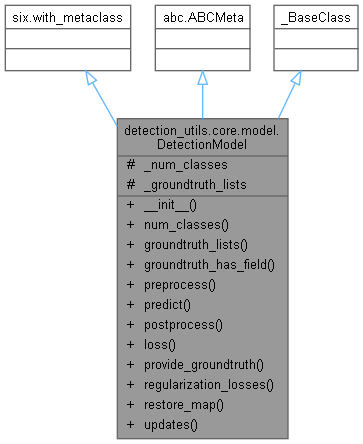 six.with_metaclass
abc.ABCMeta
_BaseClass
detection_utils.core.model.
DetectionModel
# _num_classes
# _groundtruth_lists
+ __init__()
+ num_classes()
+ groundtruth_lists()
+ groundtruth_has_field()
+ preprocess()
+ predict()
+ postprocess()
+ loss()
+ provide_groundtruth()
+ regularization_losses()
+ restore_map()
+ updates()